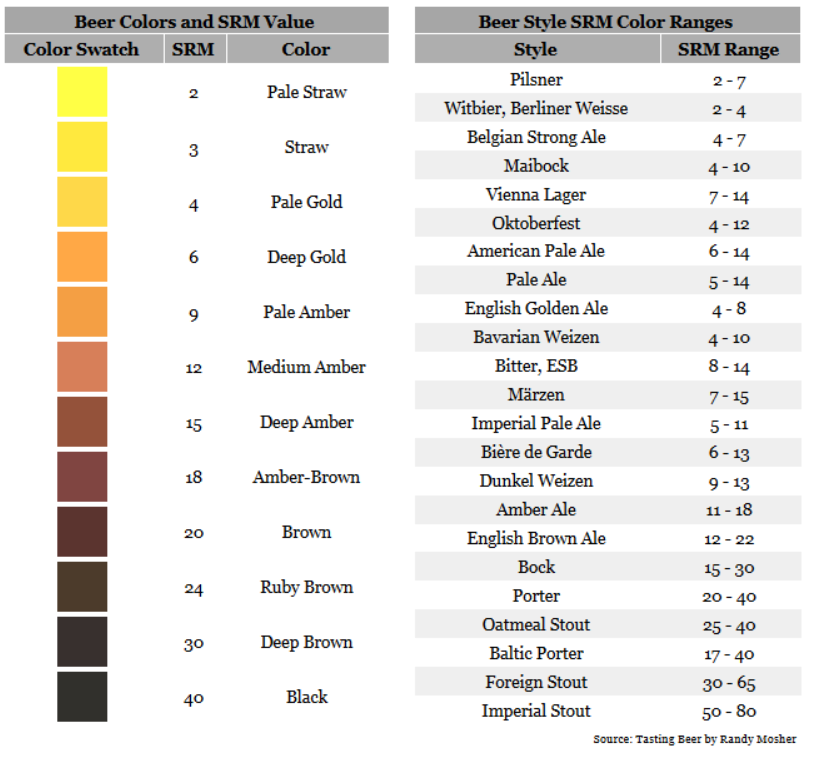 Beer Colors and SRM Value
Color Swatch SRM Color
2 Pale Straw
3 Straw
4 Pale Gold
6 Deep Gold
9 Pale Amber
12 Medium Amber
15 Deep Amber
18 Amber-Brown
20 Brown
24 Ruby Brown
30 Deep Brown
40 Black
Beer Style SRM Color Ranges
Style SRM Range
Pilsner 2 - 7
Witbier, Berliner Weisse 2 - 4
Belgian Strong Ale 4 - 7
Maibock 4 - 10
Vienna Lager 7 - 14
Oktoberfest 4 - 12
American Pale Ale 6 - 14
Pale Ale 5 - 14
English Golden Ale 4 - 8
Bavarian Weizen 4 - 10
Bitter, ESB 8 - 14
Märzen 7 - 15
Imperial Pale Ale 5 - 11
Bière de Garde 6 - 13
Dunkel Weizen 9 - 13
Amber Ale 11 - 18
English Brown Ale 12 - 22
Bock 15 - 30
Porter 20 - 40
Oatmeal Stout 25 - 40
Baltic Porter 17 - 40
Foreign Stout 30 - 65
Imperial Stout 50 - 80
Source: Tasting Beer by Randy Mosher